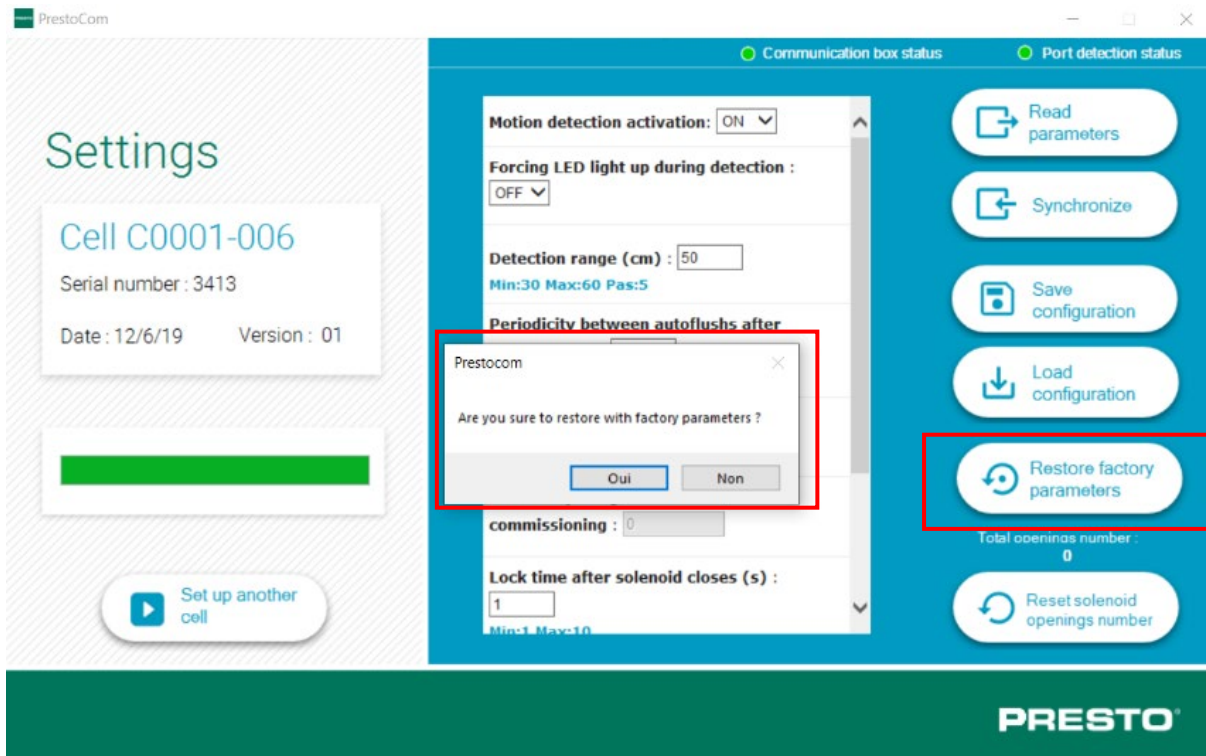 PrestoCom
Communication box status
Port detection status
Settings
Cell C0001-006
Serial number : 3413
Date : 12/6/19
Version : 01
Set up another
cell
Motion detection activation: ON
Forcing LED light up during detection :
OFF
Detection range (cm) : 50
Min:30 Max:60 Pas:5
Periodicity between autoflushs after
Prestocom
Are you sure to restore with factory parameters ?
Oui
Non
commissioning : 0
Lock time after solenoid closes (s) :
1
Min:1 Max:10
Read
parameters
Synchronize
Save
configuration
Load
configuration
Restore factory
parameters
Total openings number :
0
Reset solenoid
openings number
PRESTO